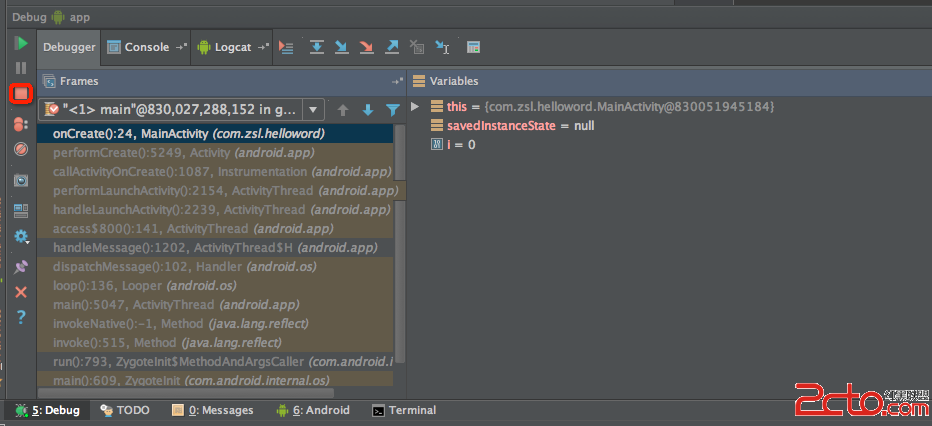 Debug app
Debugger Console Logcat
Frames
"<1> main"@830,027,288,152 in g...
onCreate():24, MainActivity (com.zsl.helloword)
performCreate():5249, Activity (android.app)
callActivityOnCreate():1087, Instrumentation (android.app)
performLaunchActivity():2154, ActivityThread (android.app)
handleLaunchActivity():2239, ActivityThread (android.app)
access$800():141, ActivityThread (android.app)
handleMessage():1202, ActivityThread$H (android.app)
dispatchMessage():102, Handler (android.os)
loop():136, Looper (android.os)
main():5047, ActivityThread (android.app)
invokeNative():-1, Method (java.lang.reflect)
invoke():515, Method (java.lang.reflect)
run():793, ZygoteInit$MethodAndArgsCaller (com.android.i
main():609, ZygoteInit (com.android.internal.os)
Variables
this = {com.zsl.helloword.MainActivity@830051945184}
savedInstanceState = null
i = 0
5: Debug TODO 0: Messages 6: Android Terminal
2cto.com